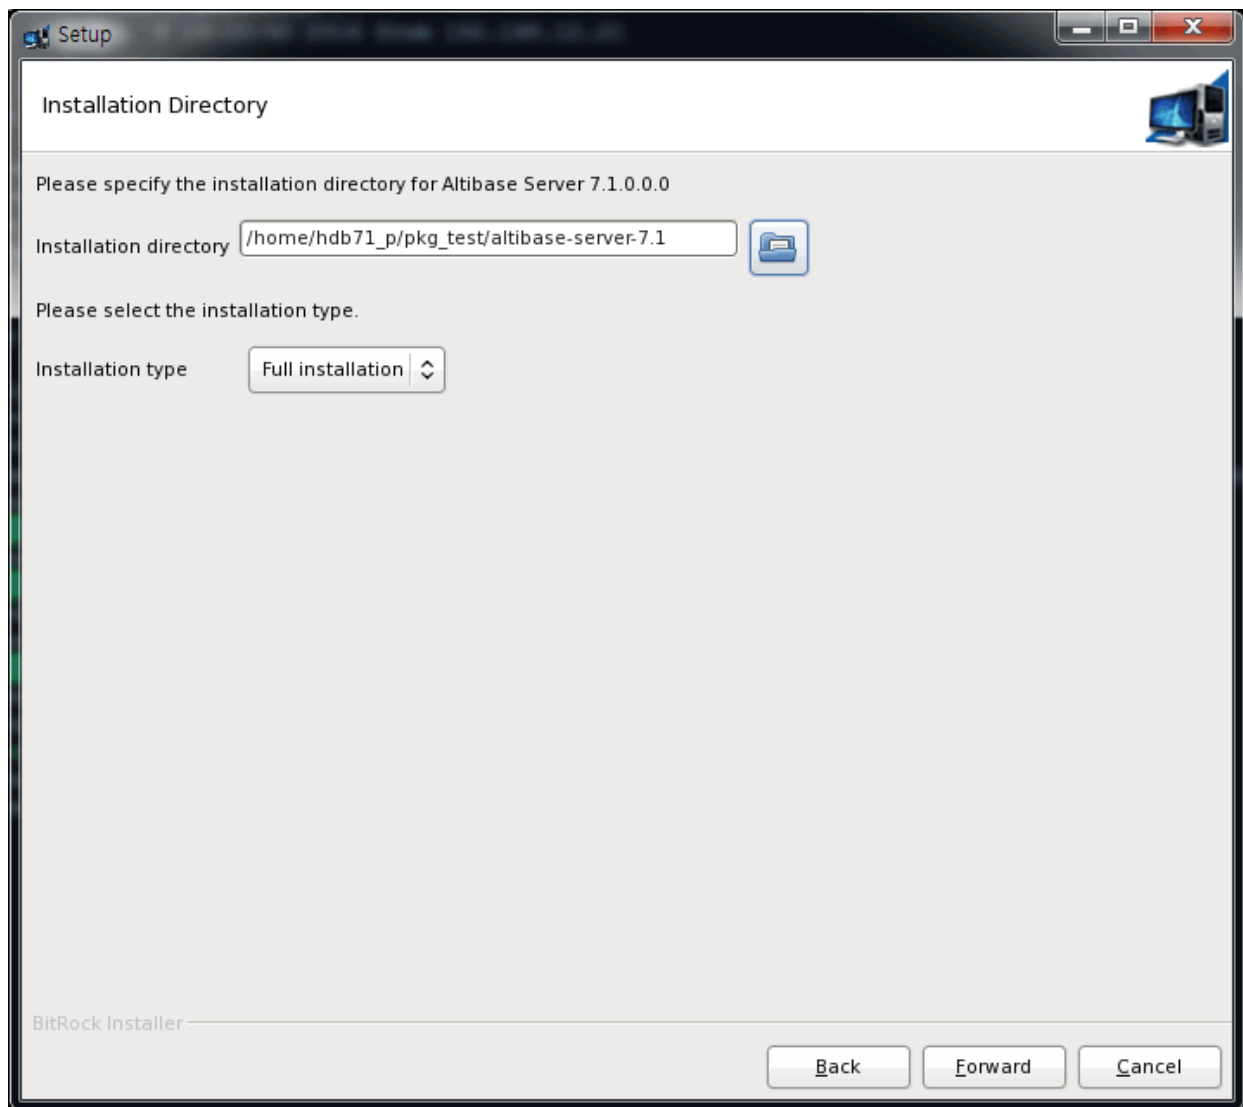 Setup
Installation Directory
Please specify the installation directory for Altibase Server 7.1.0.0.0
Installation directory /home/hdb71_p/pkg_test/altibase-server-7.1
Please select the installation type.
Installation type Full installation
BitRock Installer
Back Forward Cancel